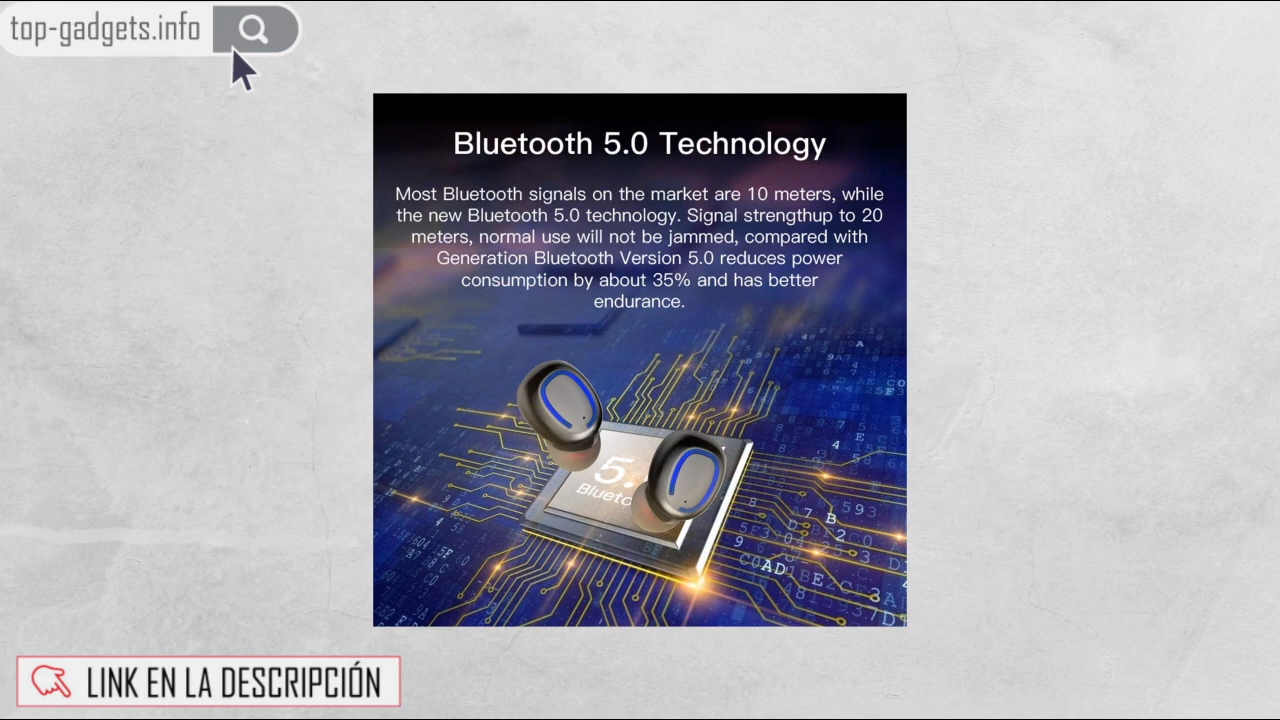 top-gadgets.info
Bluetooth 5.0 Technology
Most Bluetooth signals on the market are 10 meters, while
the new Bluetooth 5.0 technology. Signal strengthup to 20
meters, normal use will not be jammed, compared with
Generation Bluetooth Version 5.0 reduces power
consumption by about 35% and has better
endurance.
5.
Blueto
LINK EN LA DESCRIPCIÓN